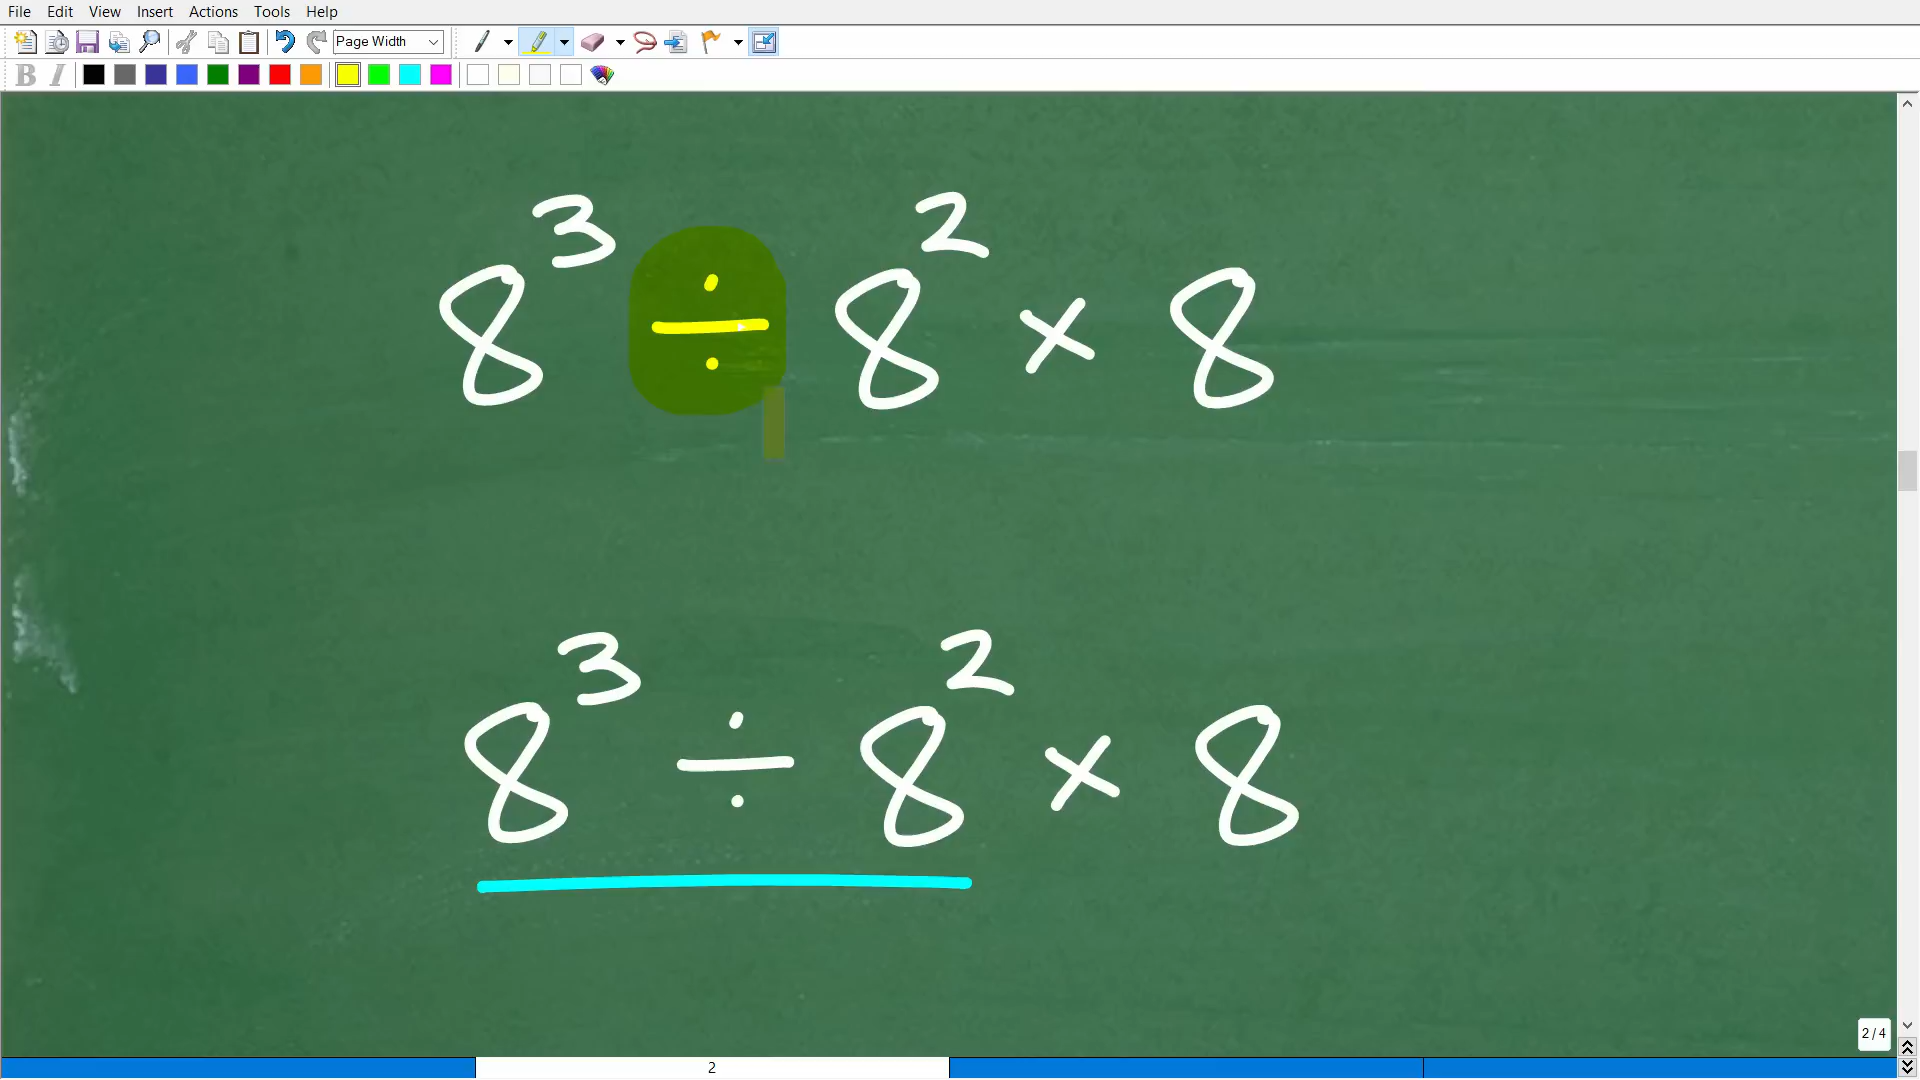 File Edit View Insert Actions Tools Help
Page Width
B I
8³ ÷ 8² × 8
8³ ÷ 8² × 8
2 / 4
2